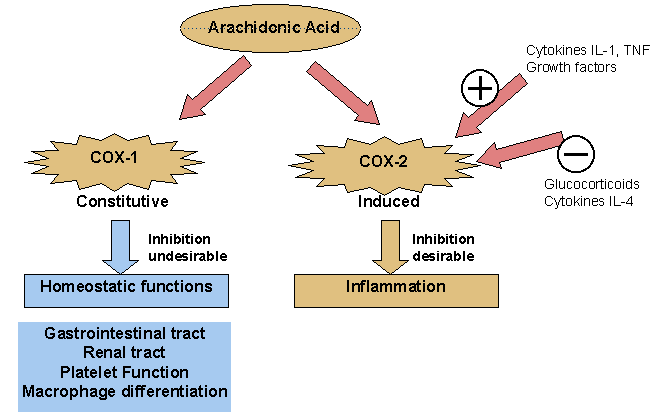 Arachidonic Acid
Cytokines IL-1, TNF
Growth factors
+
COX-1
COX-2
−
Constitutive
Induced
Glucocorticoids
Cytokines IL-4
Inhibition
undesirable
Inhibition
desirable
Homeostatic functions
Inflammation
Gastrointestinal tract
Renal tract
Platelet Function
Macrophage differentiation